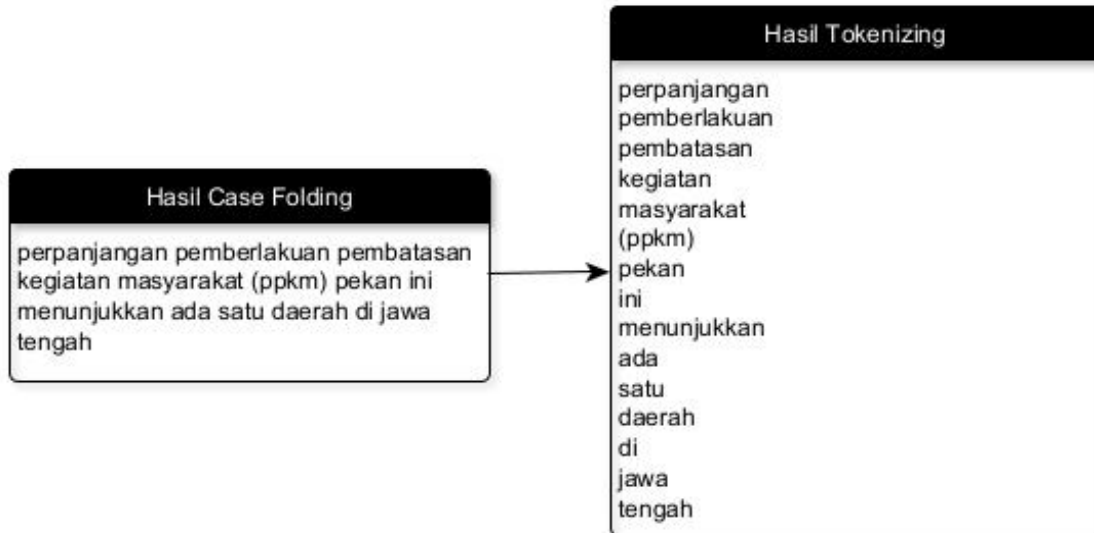 Hasil Case Folding
perpanjangan pemberlakuan pembatasan
kegiatan masyarakat (ppkm) pekan ini
menunjukkan ada satu daerah di jawa
tengah
Hasil Tokenizing
perpanjangan
pemberlakuan
pembatasan
kegiatan
masyarakat
(ppkm)
pekan
ini
menunjukkan
ada
satu
daerah
di
jawa
tengah